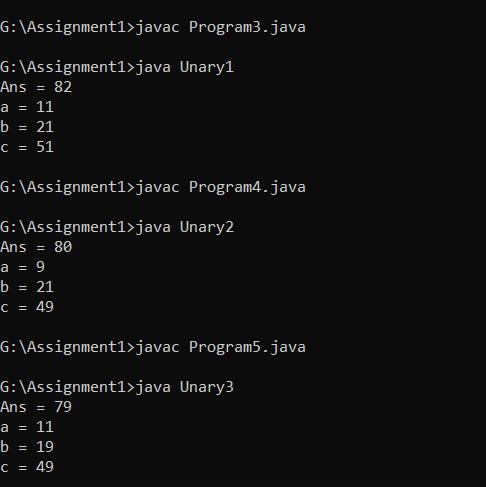 G:\Assignment1>javac Program3.java
G:\Assignment1>java Unary1
Ans = 82
a = 11
b = 21
c = 51
G:\Assignment1>javac Program4.java
G:\Assignment1>java Unary2
Ans = 80
a = 9
b = 21
c = 49
G:\Assignment1>javac Program5.java
G:\Assignment1>java Unary3
Ans = 79
a = 11
b = 19
c = 49